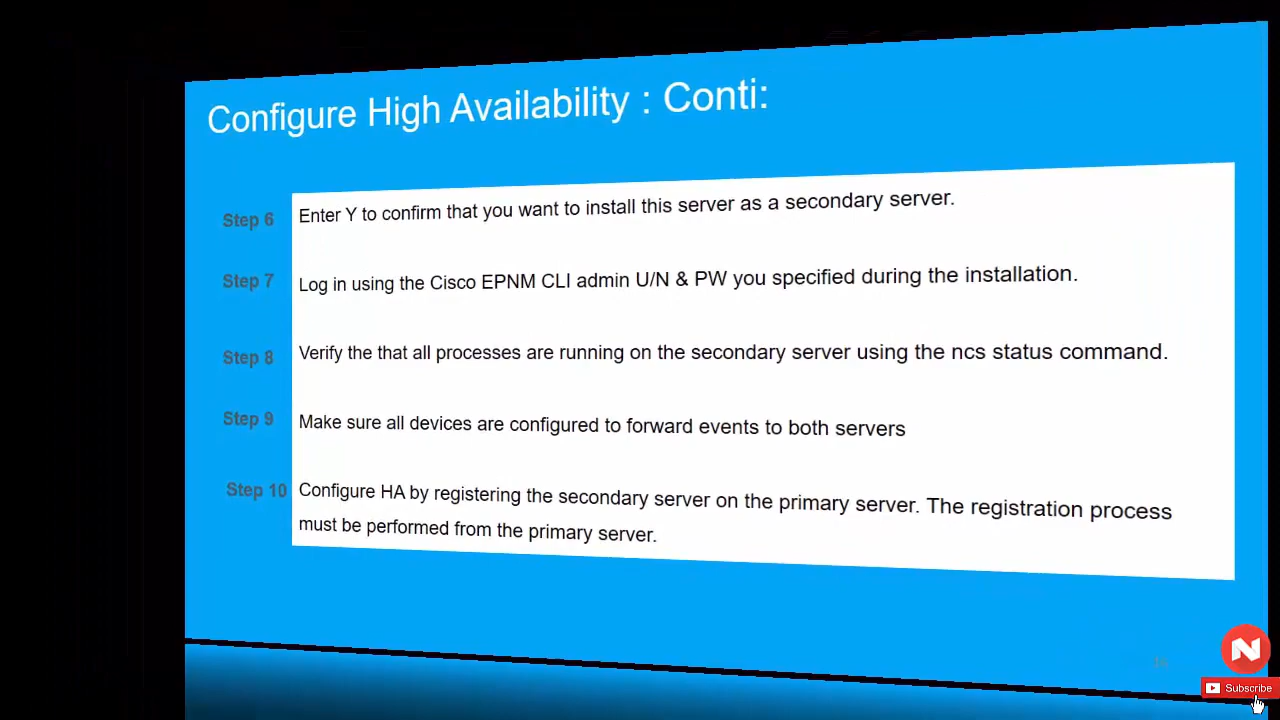 Configure High Availability : Conti:
Step 6 Enter Y to confirm that you want to install this server as a secondary server.
Step 7 Log in using the Cisco EPNM CLI admin U/N & PW you specified during the installation.
Step 8 Verify the that all processes are running on the secondary server using the ncs status command.
Step 9 Make sure all devices are configured to forward events to both servers
Step 10 Configure HA by registering the secondary server on the primary server. The registration process
must be performed from the primary server.
N
Subscribe